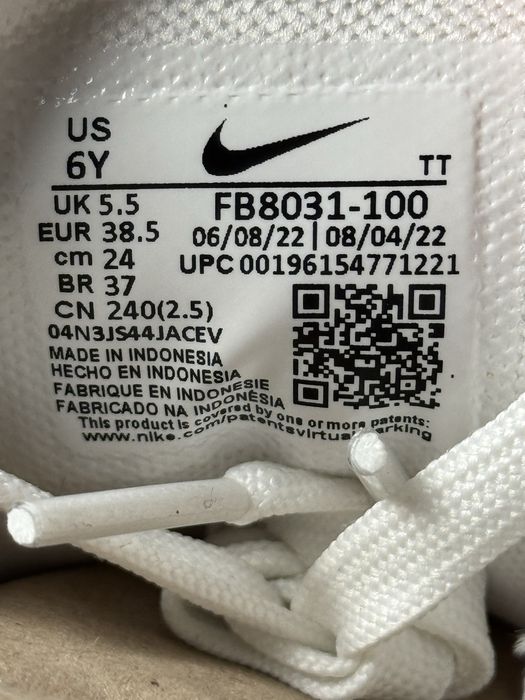 US
6Y
TT
UK 5.5
FB8031-100
EUR 38.5
06/08/22 | 08/04/22
cm 24
UPC 00196154771221
BR 37
CN 240(2.5)
04N3JS44JACEV
MADE IN INDONESIA
HECHO EN INDONESIA
FABRIQUE EN INDONESIE
FABRICADO NA INDONÈSIA
This product is covered by one or more patents:
www.nike.com/patentsvirtualmarking